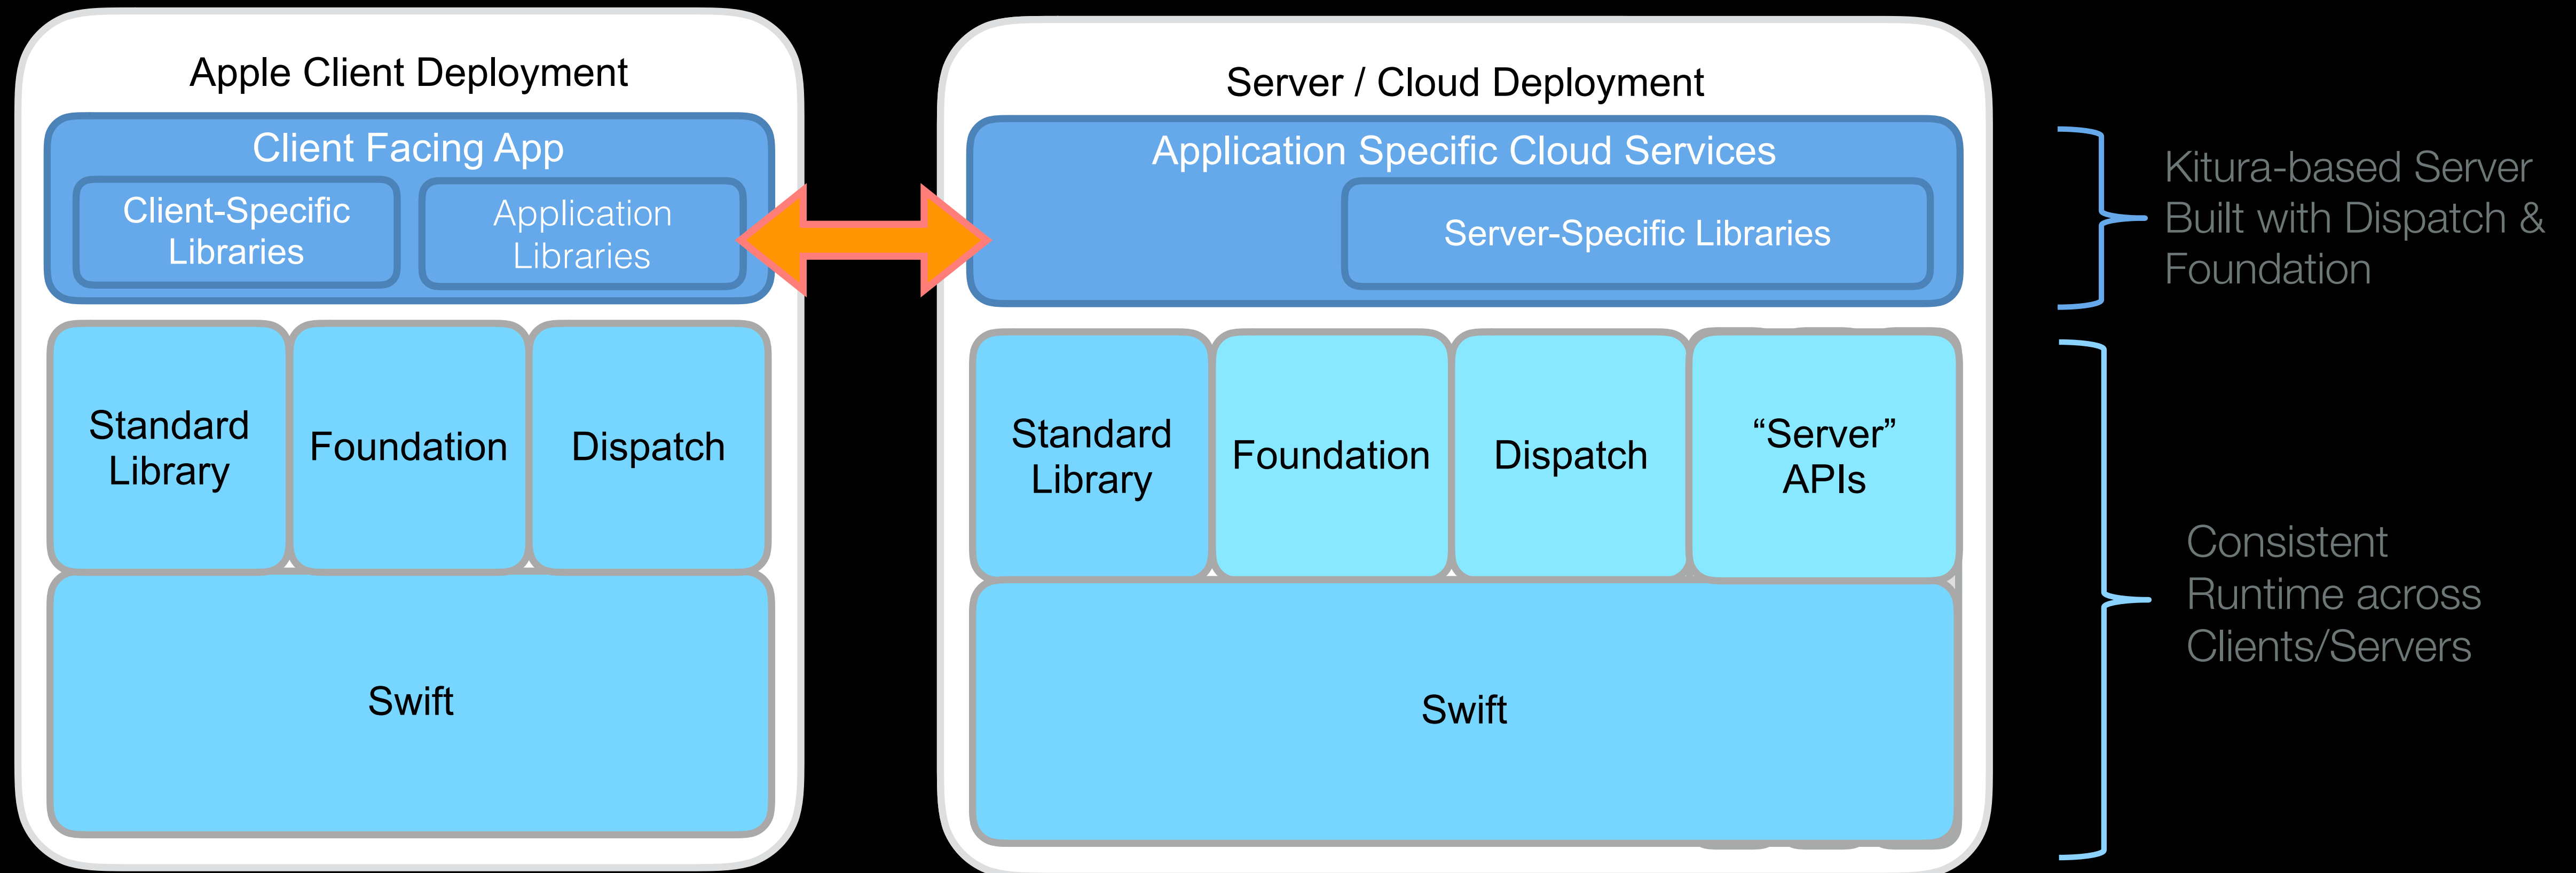 Apple Client Deployment
Client Facing App
Client-Specific
Libraries
Application
Libraries
Standard
Library
Foundation
Dispatch
Swift
Server / Cloud Deployment
Application Specific Cloud Services
Server-Specific Libraries
Standard
Library
Foundation
Dispatch
“Server”
APIs
Swift
Kitura-based Server
Built with Dispatch &
Foundation
Consistent
Runtime across
Clients/Servers